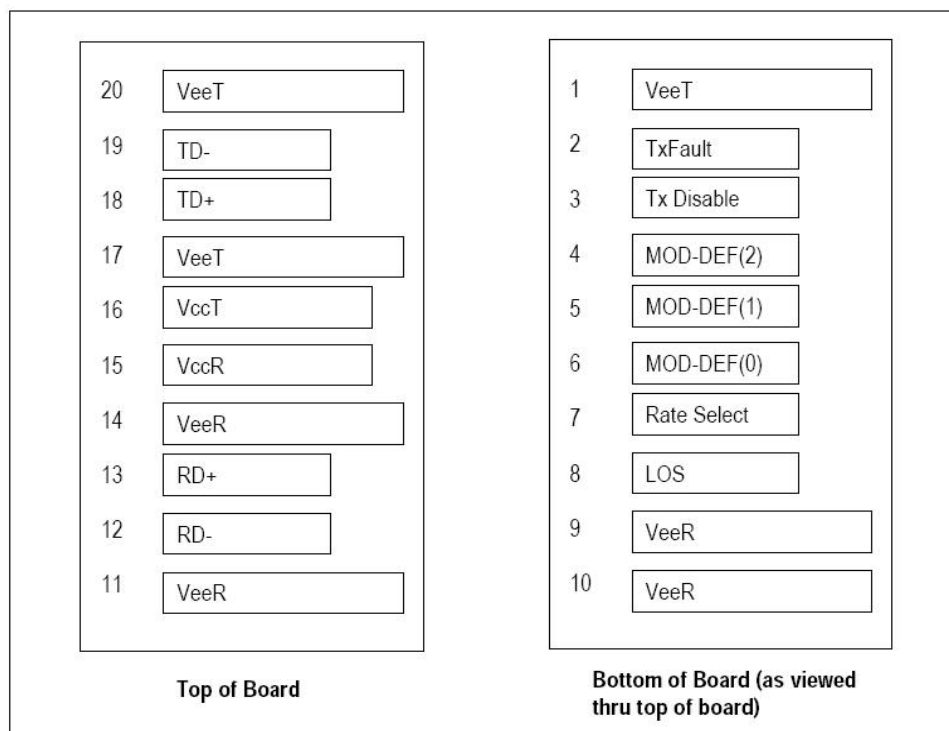 20 VeeT
19 TD-
18 TD+
17 VeeT
16 VccT
15 VccR
14 VeeR
13 RD+
12 RD-
11 VeeR
Top of Board
1 VeeT
2 TxFault
3 Tx Disable
4 MOD-DEF(2)
5 MOD-DEF(1)
6 MOD-DEF(0)
7 Rate Select
8 LOS
9 VeeR
10 VeeR
Bottom of Board (as viewed
thru top of board)